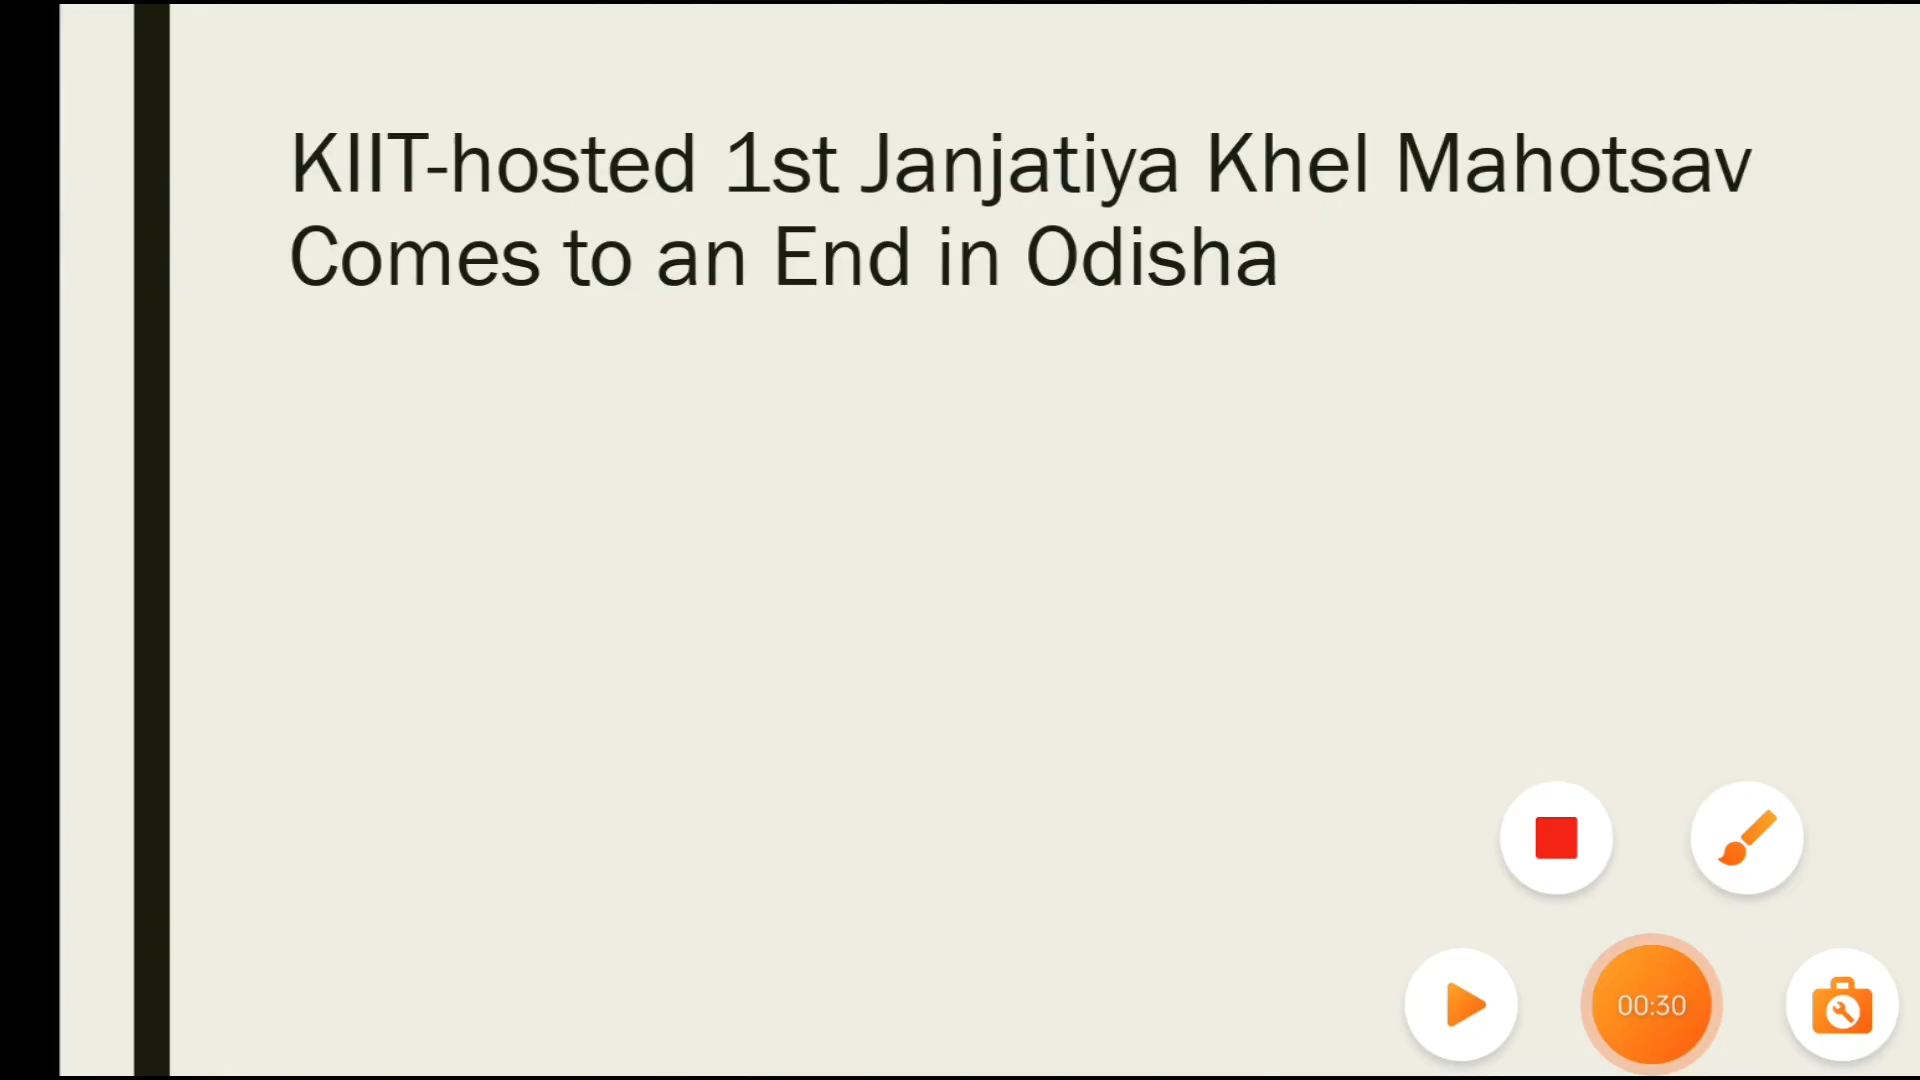 KIIT-hosted 1st Janjatiya Khel Mahotsav
Comes to an End in Odisha
00:30